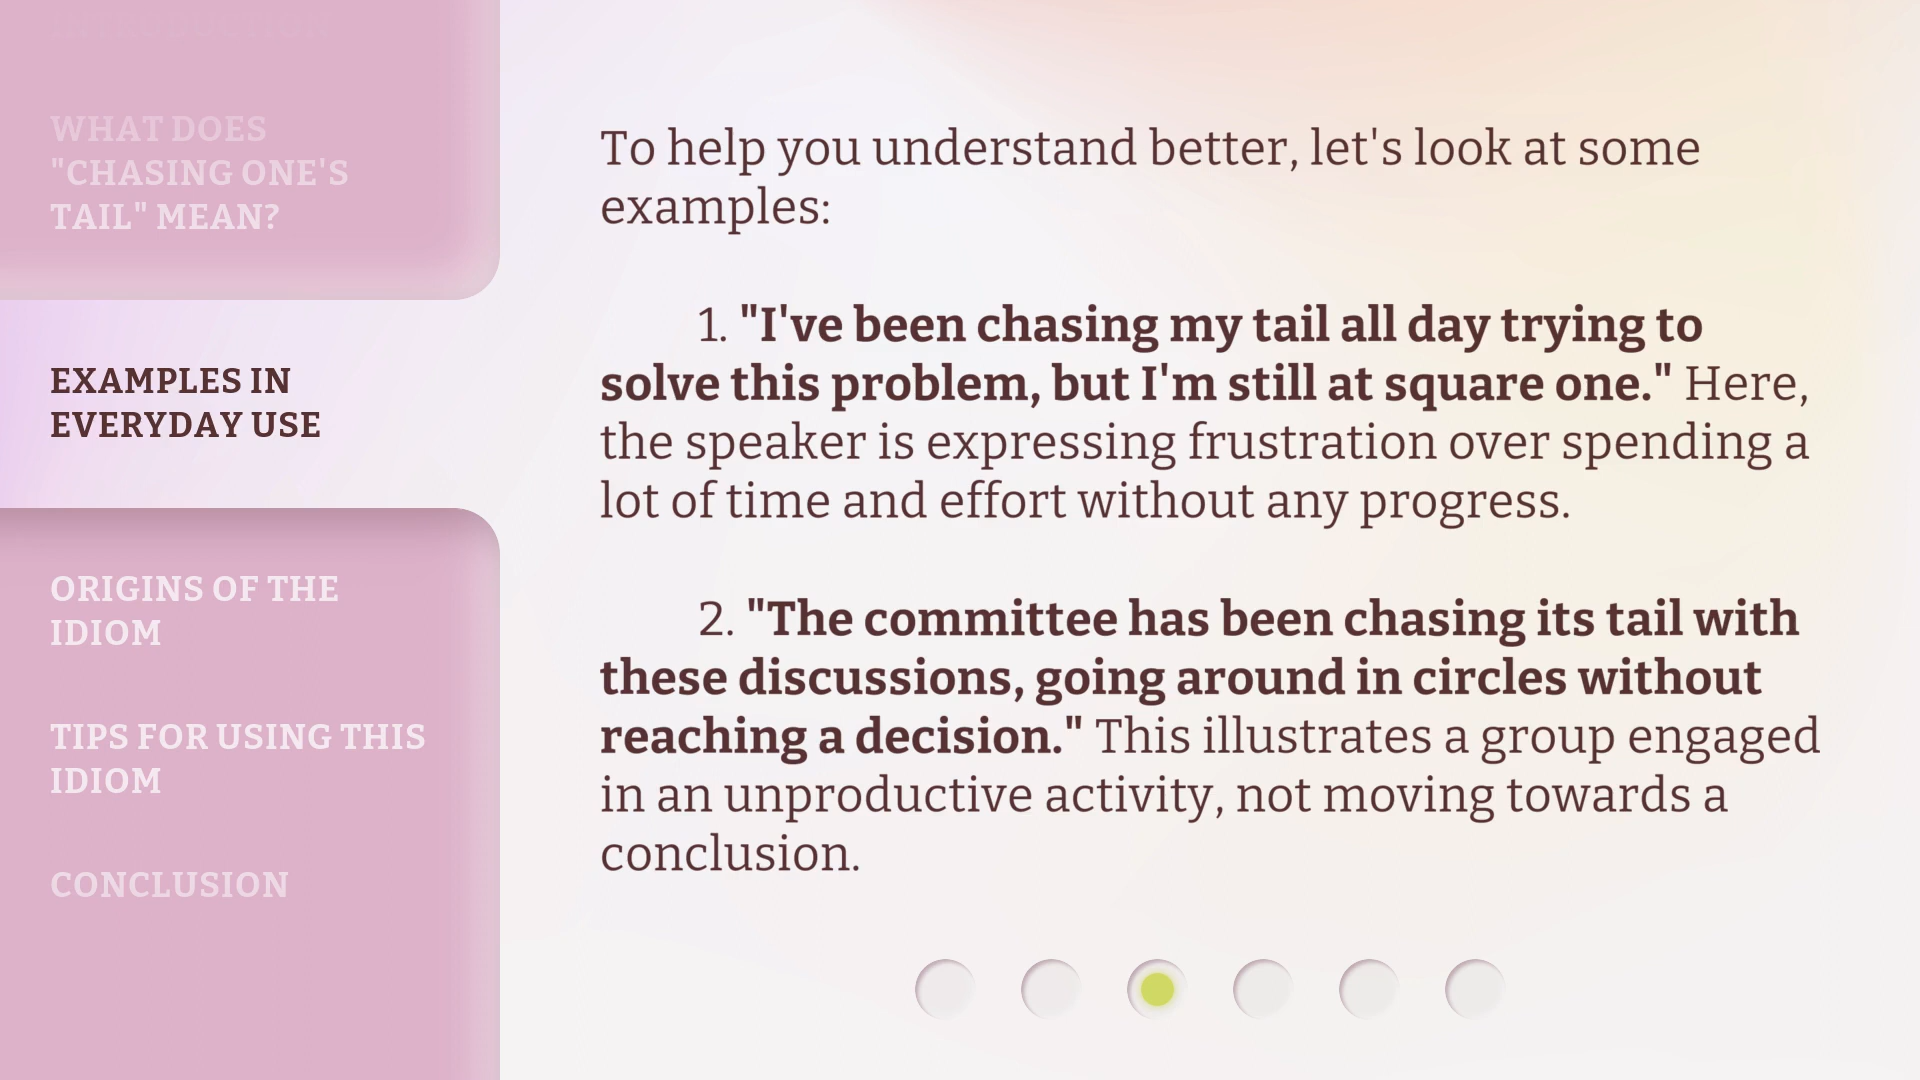 INTRODUCTION
WHAT DOES
"CHASING ONE'S
TAIL" MEAN?
EXAMPLES IN
EVERYDAY USE
ORIGINS OF THE
IDIOM
TIPS FOR USING THIS
IDIOM
CONCLUSION
To help you understand better, let's look at some
examples:
1. "I've been chasing my tail all day trying to
solve this problem, but I'm still at square one." Here,
the speaker is expressing frustration over spending a
lot of time and effort without any progress.
2. "The committee has been chasing its tail with
these discussions, going around in circles without
reaching a decision." This illustrates a group engaged
in an unproductive activity, not moving towards a
conclusion.